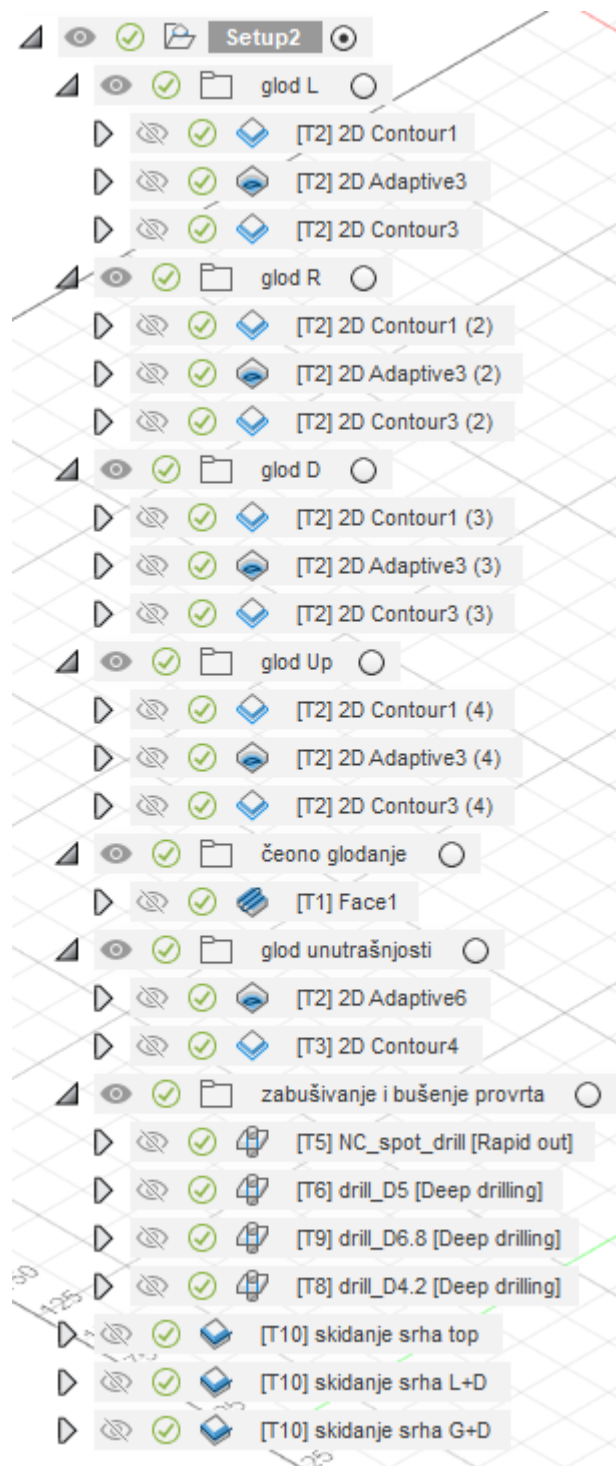 Setup2
glod L
[T2] 2D Contour1
[T2] 2D Adaptive3
[T2] 2D Contour3
glod R
[T2] 2D Contour1 (2)
[T2] 2D Adaptive3 (2)
[T2] 2D Contour3 (2)
glod D
[T2] 2D Contour1 (3)
[T2] 2D Adaptive3 (3)
[T2] 2D Contour3 (3)
glod Up
[T2] 2D Contour1 (4)
[T2] 2D Adaptive3 (4)
[T2] 2D Contour3 (4)
čeono glodanje
[T1] Face1
glod unutrašnjosti
[T2] 2D Adaptive6
[T3] 2D Contour4
zabušivanje i bušenje provrta
[T5] NC_spot_drill [Rapid out]
[T6] drill_D5 [Deep drilling]
[T9] drill_D6.8 [Deep drilling]
[T8] drill_D4.2 [Deep drilling]
125
[T10] skidanje srha top
[T10] skidanje srha L+D
[T10] skidanje srha G+D
25